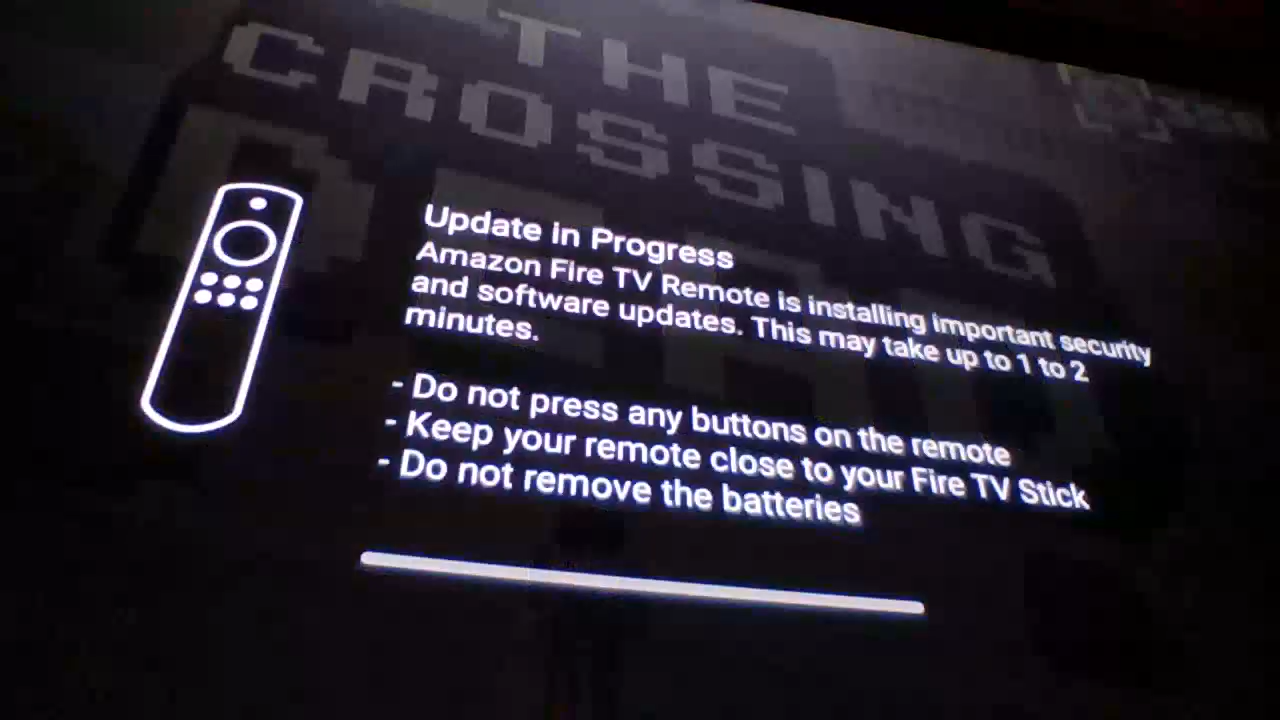 THE
CROSSING
DEAD
Update in Progress
Amazon Fire TV Remote is installing important security
and software updates. This may take up to 1 to 2
minutes.
- Do not press any buttons on the remote
- Keep your remote close to your Fire TV Stick
- Do not remove the batteries